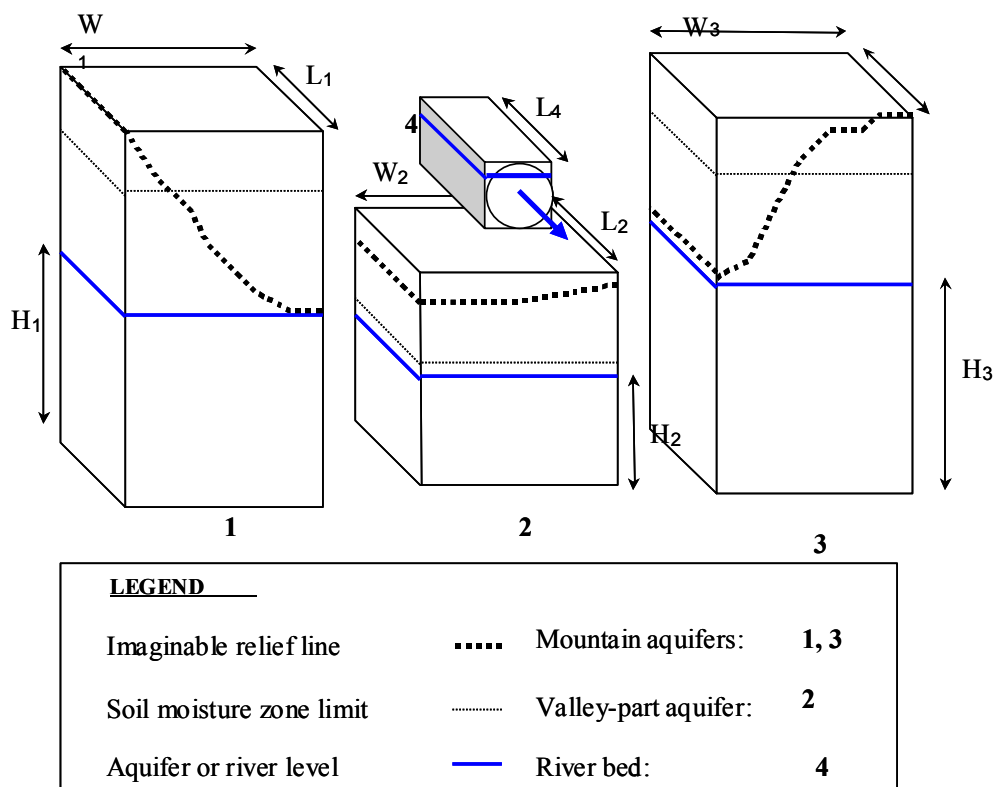 W
1
L1
W3
4
L4
W2
L2
H1
H2
H3
1
2
3
LEGEND
Imaginable relief line
Mountain aquifers: 1, 3
Soil moisture zone limit
Valley-part aquifer: 2
Aquifer or river level
River bed: 4